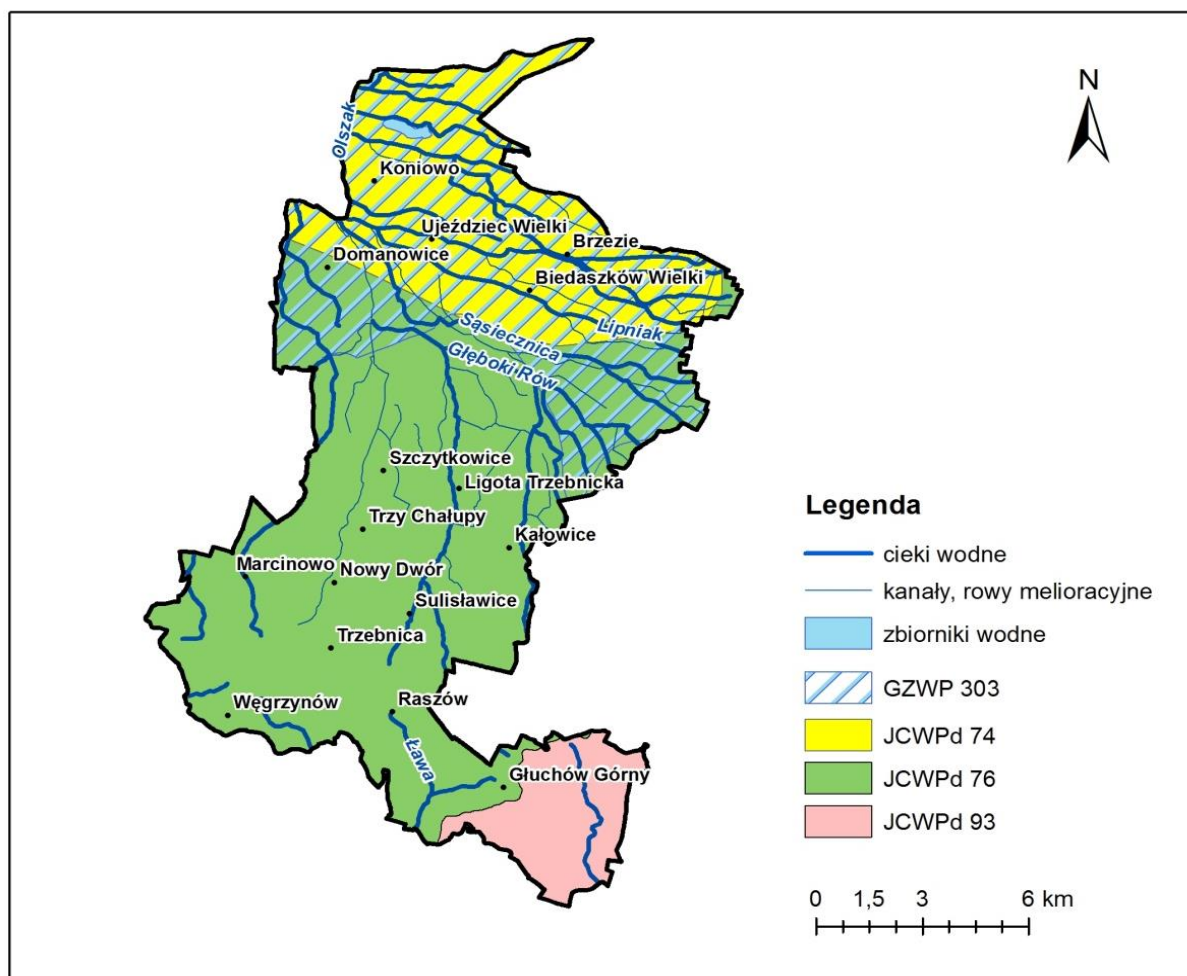 N
Olszak
Koniowo
Ujeździec Wielki
Brzezie
Domanowice
Biedaszków Wielki
Sąsiecznica
Lipniak
Głęboki Rów
Szczytkowice
Ligota Trzebnicka
Trzy Chałupy
Kałowice
Marcinowo
Nowy Dwór
Sulisławice
Trzebnica
Węgrzynów
Raszów
Ława
Głuchów Górny
Legenda
cieki wodne
kanały, rowy melioracyjne
zbiorniki wodne
GZWP 303
JCWPd 74
JCWPd 76
JCWPd 93
0 1,5 3 6 km